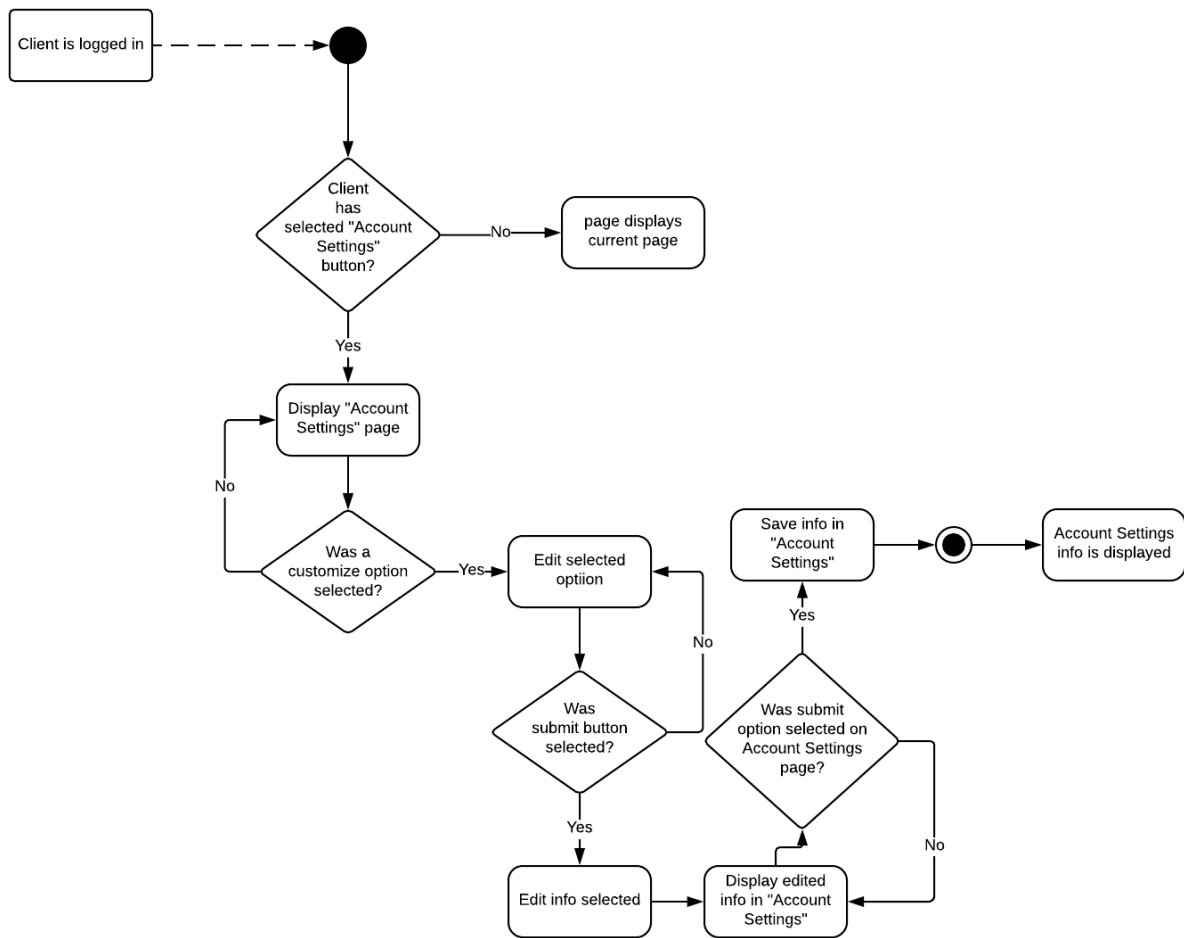 Client is logged in
Client
has
selected "Account
Settings"
button?
No
page displays
current page
Yes
Display "Account
Settings" page
No
Was a
customize option
selected?
Yes
Edit selected
optiion
No
Was
submit button
selected?
Yes
Edit info selected
Display edited
info in "Account
Settings"
Was submit
option selected on
Account Settings
page?
No
Yes
Save info in
"Account
Settings"
Account Settings
info is displayed